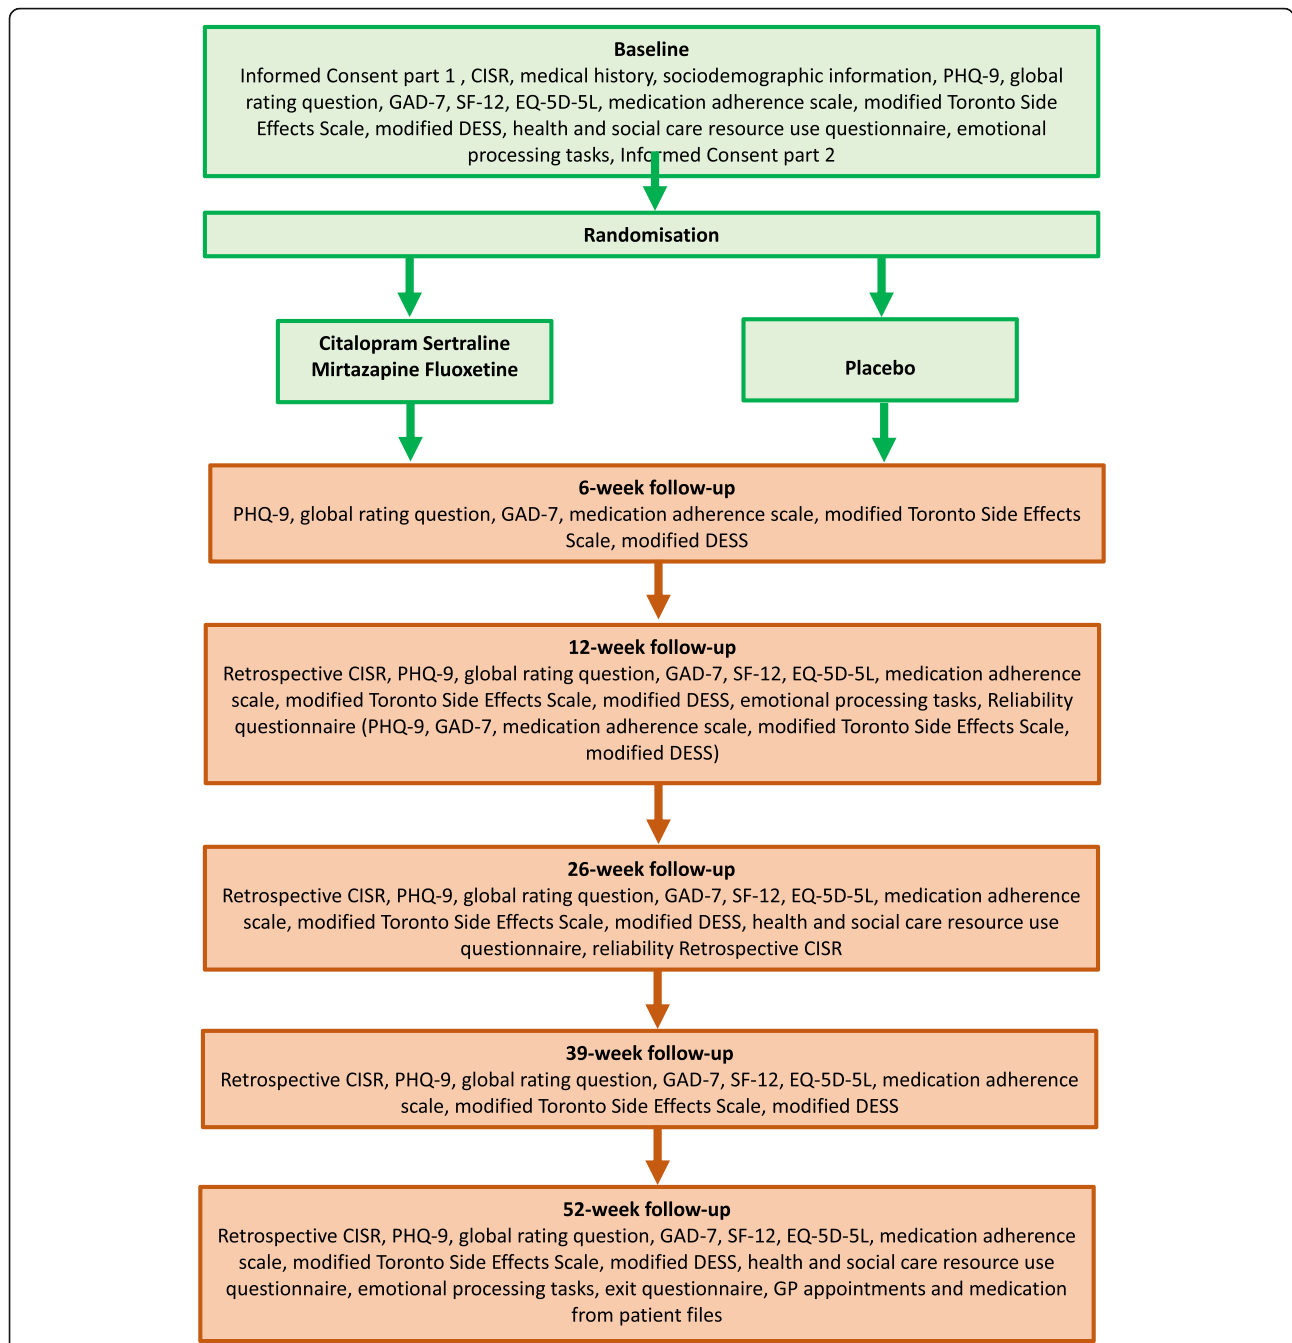 Baseline
Informed Consent part 1 , CISR, medical history, sociodemographic information, PHQ-9, global
rating question, GAD-7, SF-12, EQ-5D-5L, medication adherence scale, modified Toronto Side
Effects Scale, modified DESS, health and social care resource use questionnaire, emotional
processing tasks, Informed Consent part 2
Randomisation
Citalopram Sertraline
Mirtazapine Fluoxetine
Placebo
6-week follow-up
PHQ-9, global rating question, GAD-7, medication adherence scale, modified Toronto Side Effects
Scale, modified DESS
12-week follow-up
Retrospective CISR, PHQ-9, global rating question, GAD-7, SF-12, EQ-5D-5L, medication adherence
scale, modified Toronto Side Effects Scale, modified DESS, emotional processing tasks, Reliability
questionnaire (PHQ-9, GAD-7, medication adherence scale, modified Toronto Side Effects Scale,
modified DESS)
26-week follow-up
Retrospective CISR, PHQ-9, global rating question, GAD-7, SF-12, EQ-5D-5L, medication adherence
scale, modified Toronto Side Effects Scale, modified DESS, health and social care resource use
questionnaire, reliability Retrospective CISR
39-week follow-up
Retrospective CISR, PHQ-9, global rating question, GAD-7, SF-12, EQ-5D-5L, medication adherence
scale, modified Toronto Side Effects Scale, modified DESS
52-week follow-up
Retrospective CISR, PHQ-9, global rating question, GAD-7, SF-12, EQ-5D-5L, medication adherence
scale, modified Toronto Side Effects Scale, modified DESS, health and social care resource use
questionnaire, emotional processing tasks, exit questionnaire, GP appointments and medication
from patient files